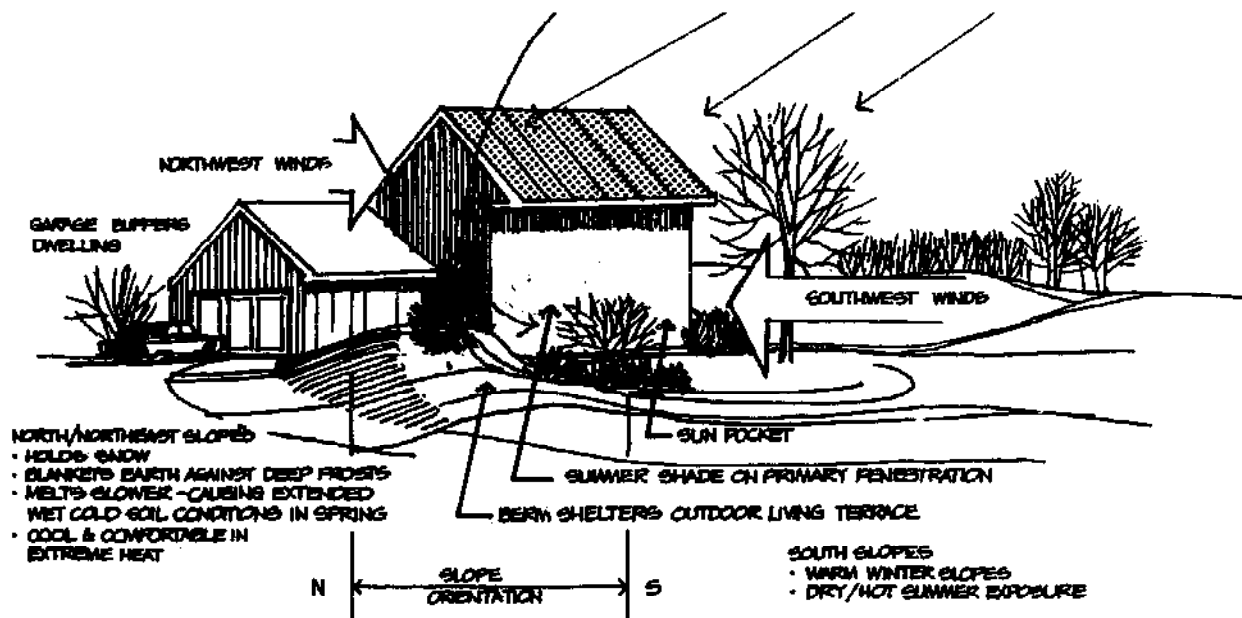 NORTHWEST WINDS
GARAGE BUFFERS
DWELLING
SOUTHWEST WINDS
NORTH/NORTHEAST SLOPES
· HOLDS SNOW
· BLANKETS EARTH AGAINST DEEP FROSTS
· MELTS SLOWER - CAUSING EXTENDED
WET COLD SOIL CONDITIONS IN SPRING
· COOL & COMFORTABLE IN
EXTREME HEAT
SUN POCKET
SUMMER SHADE ON PRIMARY FENESTRATION
BERM SHELTERS OUTDOOR LIVING TERRACE
N
SLOPE
ORIENTATION
S
SOUTH SLOPES
· WARM WINTER SLOPES
· DRY/HOT SUMMER EXPOSURE